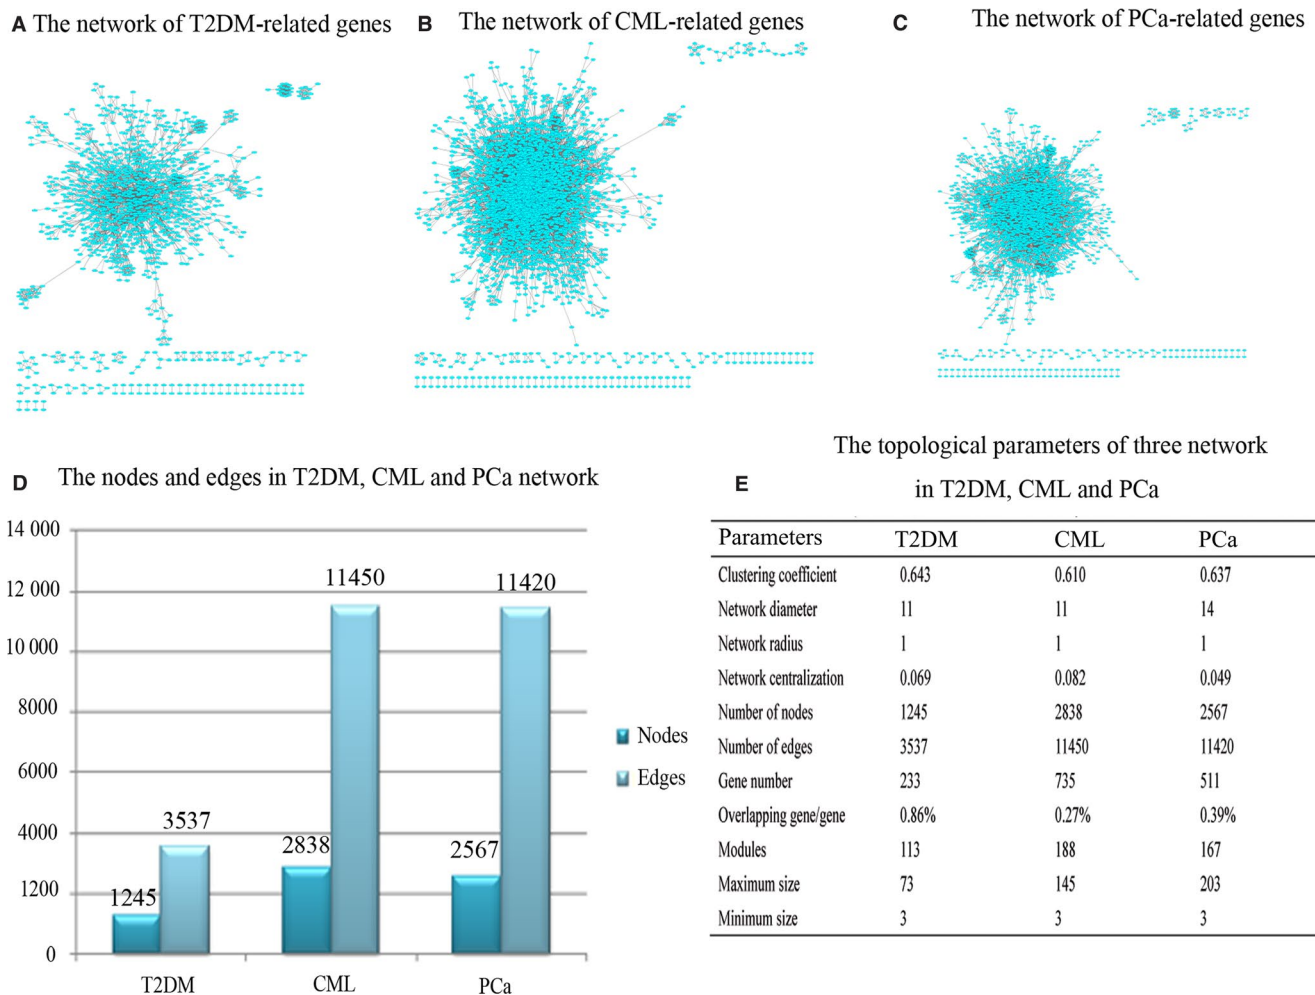 A The network of T2DM-related genes
B The network of CML-related genes
C The network of PCa-related genes
D The nodes and edges in T2DM, CML and PCa network
14 000
12 000
10 000
8000
6000
4000
1200
0
1245
3537
2838
11450
2567
11420
T2DM
CML
PCa
Nodes
Edges
The topological parameters of three network
E in T2DM, CML and PCa
Parameters T2DM CML PCa
Clustering coefficient 0.643 0.610 0.637
Network diameter 11 11 14
Network radius 1 1 1
Network centralization 0.069 0.082 0.049
Number of nodes 1245 2838 2567
Number of edges 3537 11450 11420
Gene number 233 735 511
Overlapping gene/gene 0.86% 0.27% 0.39%
Modules 113 188 167
Maximum size 73 145 203
Minimum size 3 3 3